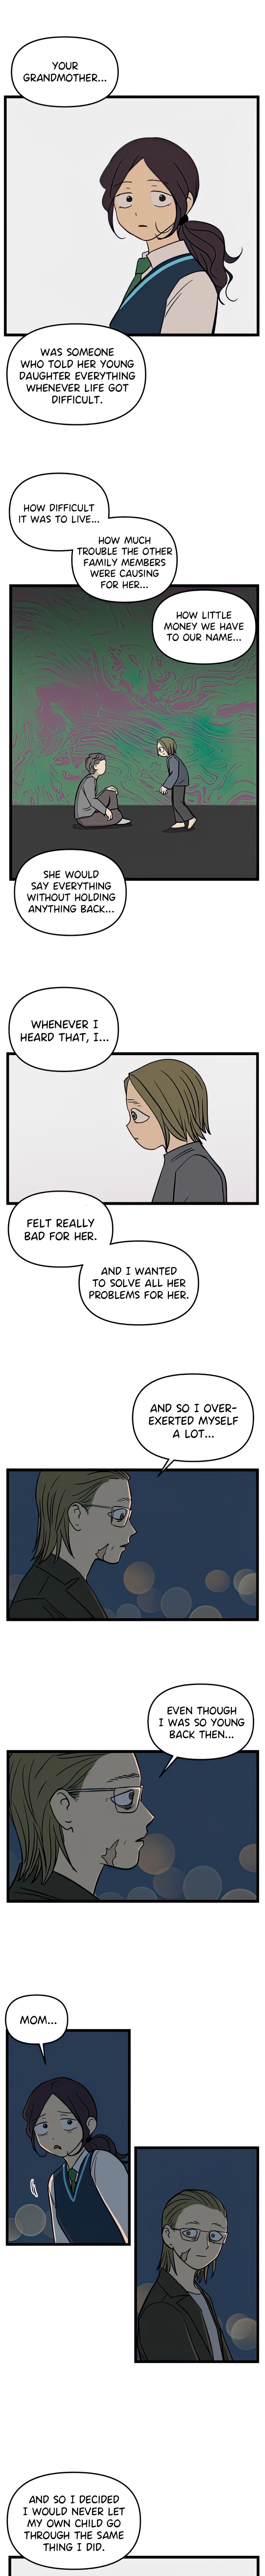 YOUR
GRANDMOTHER...
WAS SOMEONE
WHO TOLD HER YOUNG
DAUGHTER EVERYTHING
WHENEVER LIFE GOT
DIFFICULT.
HOW DIFFICULT
IT WAS TO LIVE...
HOW MUCH
TROUBLE THE OTHER
FAMILY MEMBERS
WERE CAUSING
FOR HER...
HOW LITTLE
MONEY WE HAVE
TO OUR NAME...
SHE WOULD
SAY EVERYTHING
WITHOUT HOLDING
ANYTHING BACK...
WHENEVER I
HEARD THAT, I...
FELT REALLY
BAD FOR HER.
AND I WANTED
TO SOLVE ALL HER
PROBLEMS FOR HER.
AND SO I OVER-
EXERTED MYSELF
A LOT...
EVEN THOUGH
I WAS SO YOUNG
BACK THEN...
MOM...
AND SO I DECIDED
I WOULD NEVER LET
MY OWN CHILD GO
THROUGH THE SAME
THING I DID.